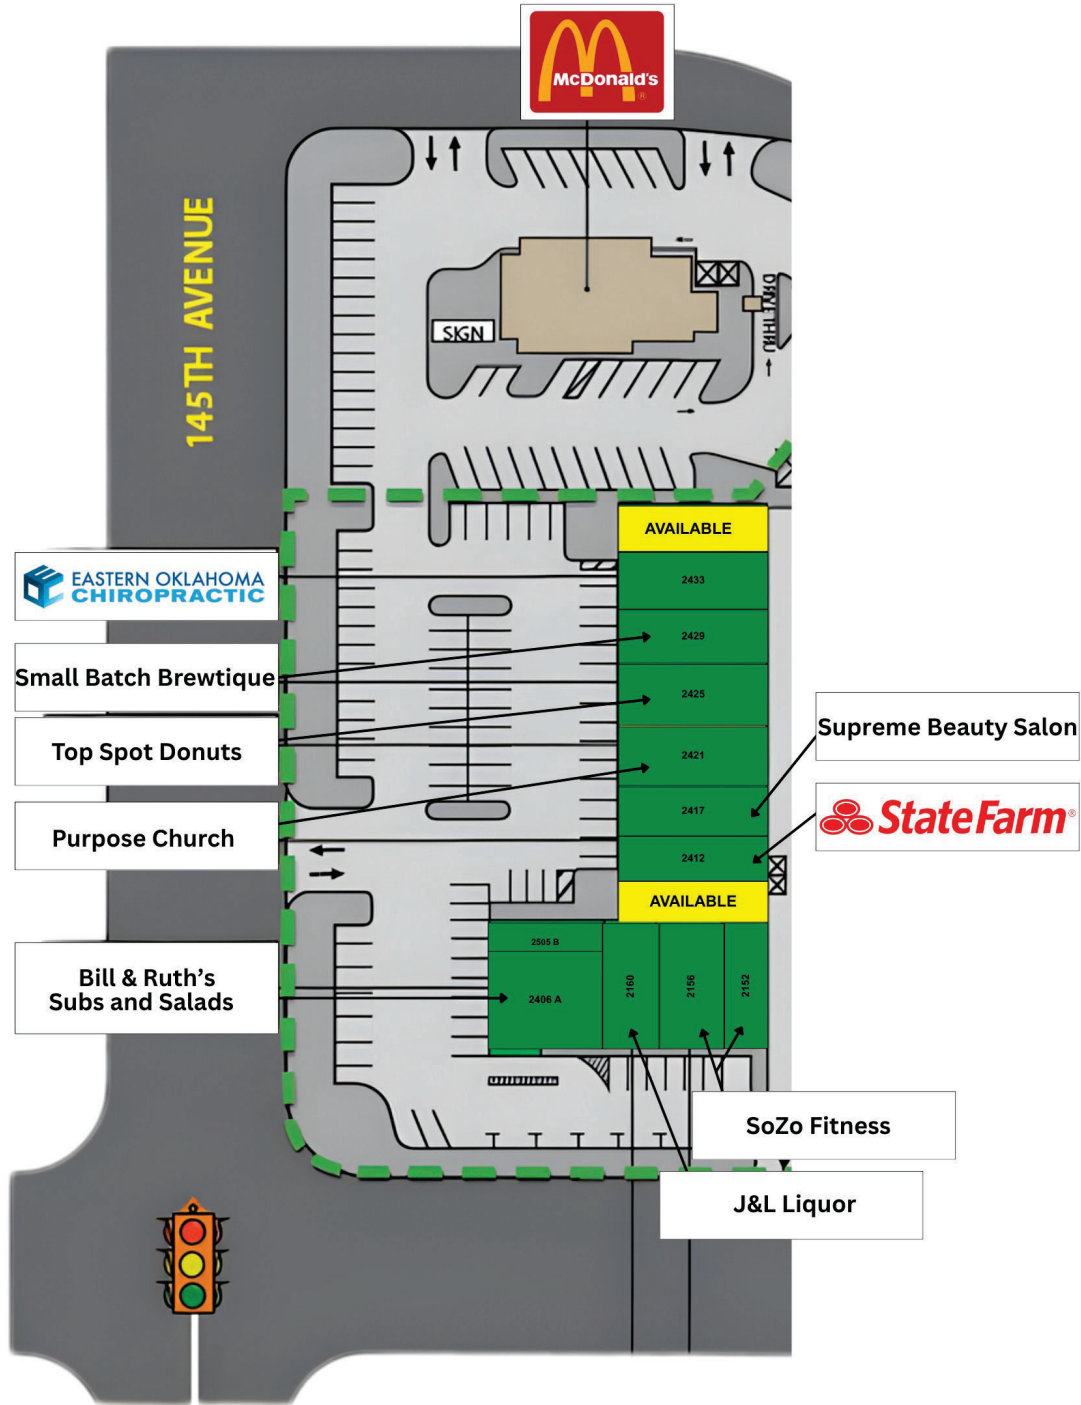 McDonald's
®
145TH AVENUE
SIGN
DRIVE THRU
AVAILABLE
EASTERN OKLAHOMA
CHIROPRACTIC
2433
Small Batch Brewtique
2429
Top Spot Donuts
2425
Purpose Church
2421
Supreme Beauty Salon
2417
StateFarm®
2412
AVAILABLE
Bill & Ruth's
Subs and Salads
2505 B
2406 A
2160
2156
2152
SoZo Fitness
J&L Liquor